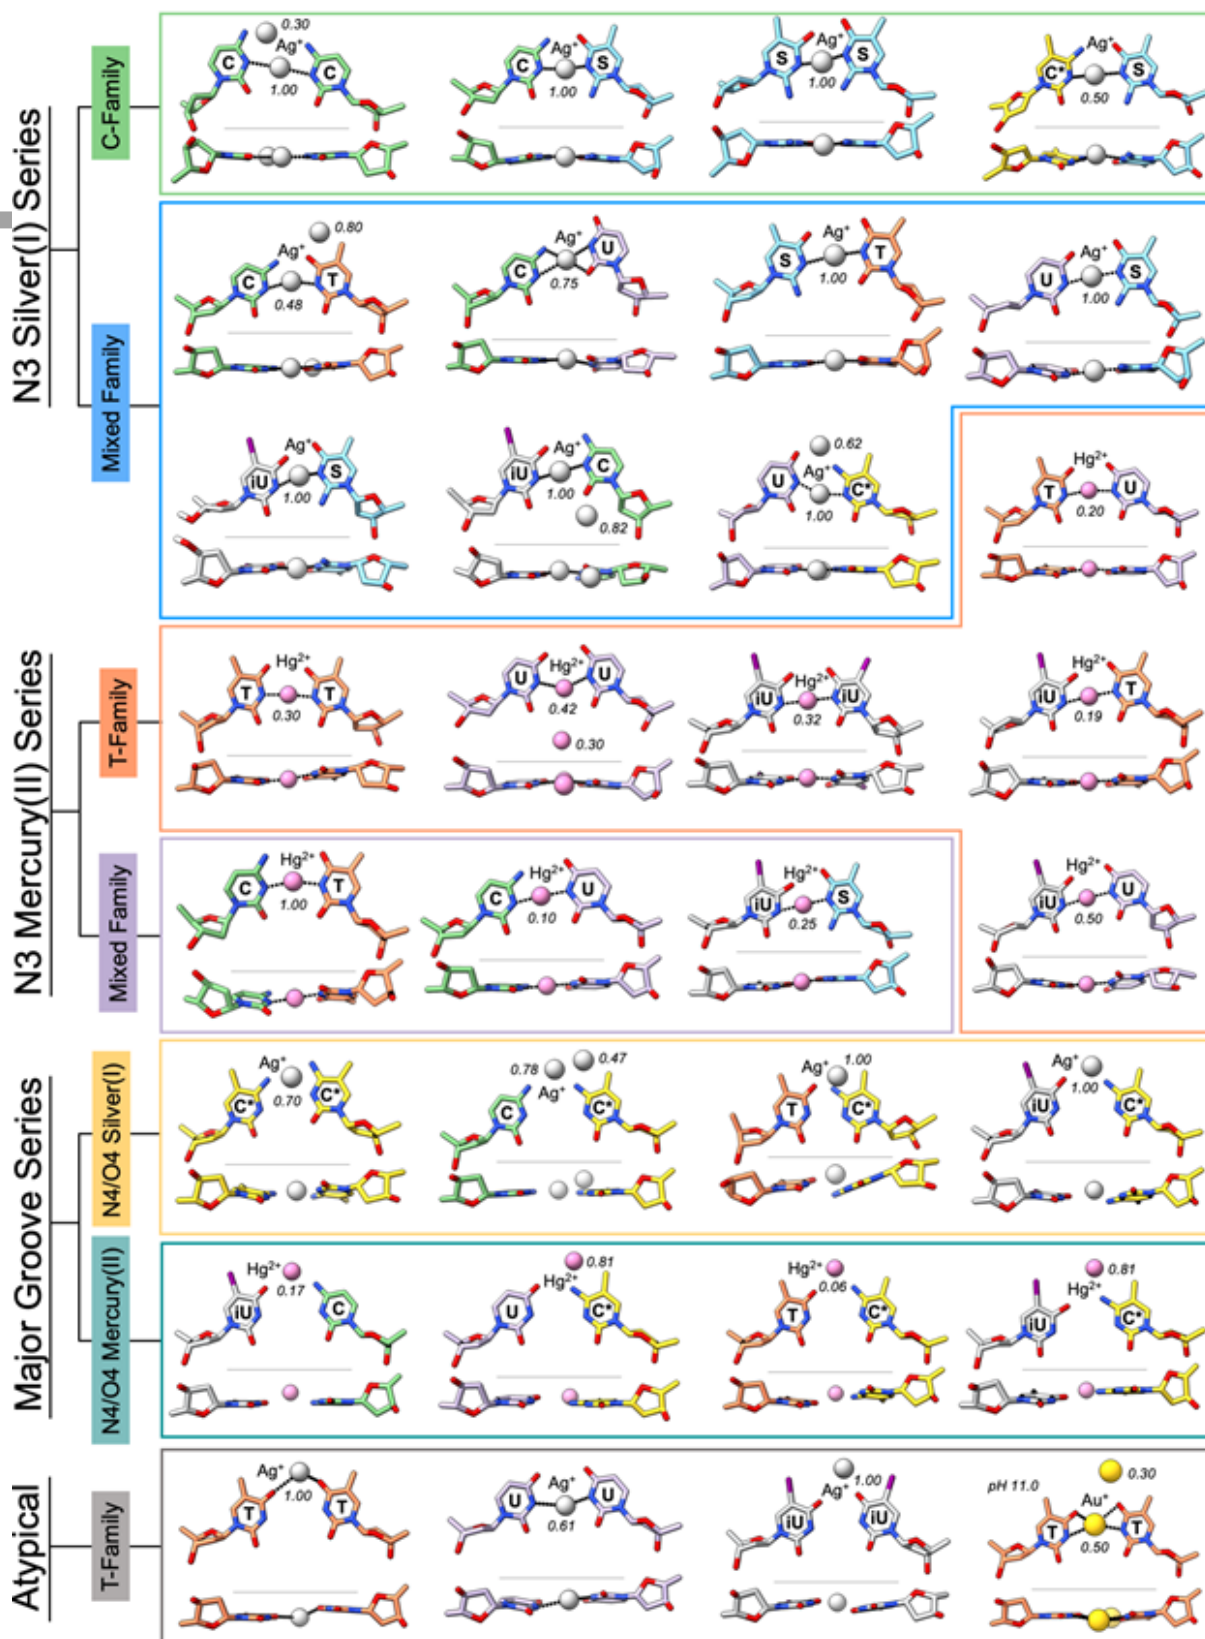 N3 Silver(I) Series
C-Family
0.30
Ag⁺
C
C
1.00
Ag⁺
C
S
1.00
Ag⁺
S
S
1.00
Ag⁺
C*
S
0.50
Mixed Family
0.80
Ag⁺
C
T
0.48
Ag⁺
C
U
0.75
Ag⁺
S
T
1.00
Ag⁺
U
S
1.00
Ag⁺
iU
S
1.00
Ag⁺
iU
C
1.00
0.82
0.62
Ag⁺
U
C*
1.00
Hg²⁺
T
U
0.20
N3 Mercury(II) Series
T-Family
Hg²⁺
T
T
0.30
Hg²⁺
U
U
0.42
0.30
Hg²⁺
iU
iU
0.32
Hg²⁺
iU
T
0.19
Mixed Family
Hg²⁺
C
T
1.00
Hg²⁺
C
U
0.10
Hg²⁺
iU
S
0.25
Hg²⁺
iU
U
0.50
Major Groove Series
N4/O4 Silver(I)
Ag⁺
C*
C*
0.70
0.78
0.47
Ag⁺
C
C*
Ag⁺
1.00
T
C*
Ag⁺
1.00
iU
C*
N4/O4 Mercury(II)
Hg²⁺
0.17
iU
C
0.81
Hg²⁺
U
C*
Hg²⁺
0.06
T
C*
0.81
Hg²⁺
iU
C*
Atypical
T-Family
Ag⁺
1.00
T
T
Ag⁺
U
U
0.61
1.00
Ag⁺
iU
iU
pH 11.0
0.30
Au⁺
T
T
0.50